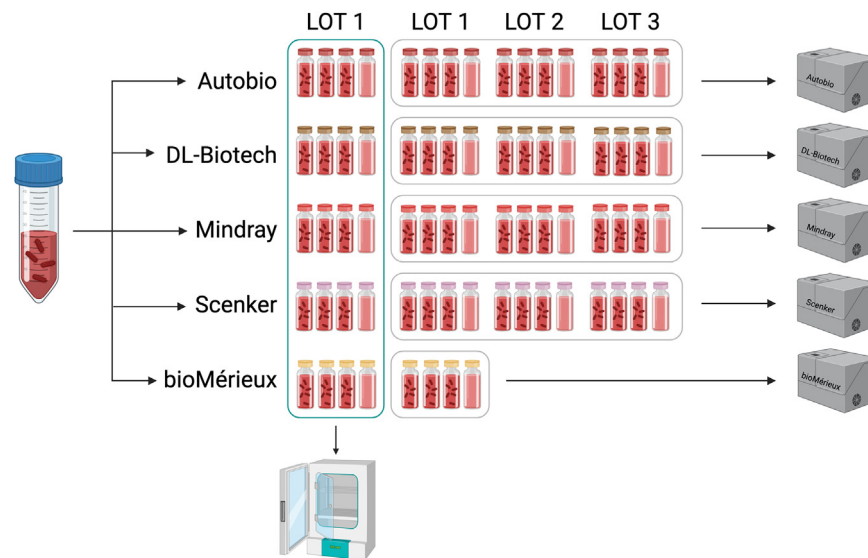 LOT 1
LOT 1
LOT 2
LOT 3
Autobio
Autobio
DL-Biotech
DL-Biotech
Mindray
Mindray
Scenker
Scenker
bioMérieux
bioMérieux